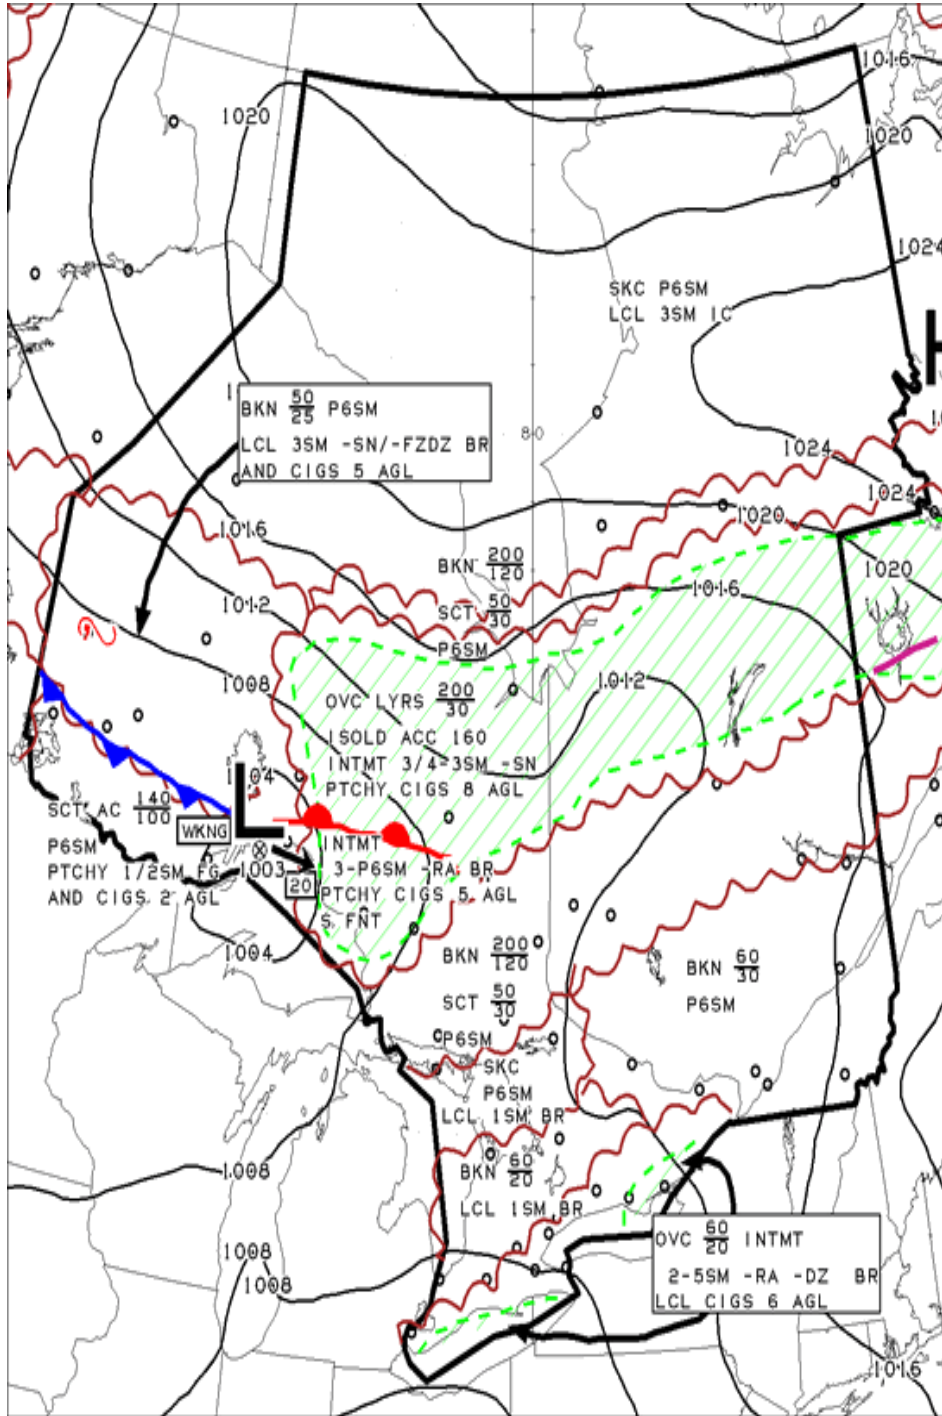 1016
1020
1020
1024
SKC P6SM
LCL 3SM IC
H
BKN 50/25 P6SM
LCL 3SM -SN/-FZDZ BR
AND CIGS 5 AGL
80
1024
1024
1016
1020
BKN 200/120
1020
1012
SCT 50/30
1016
P6SM
1008
OVC LYRS 200/30
1012
ISOLD ACC 160
INTMT 3/4-3SM -SN
PTCHY CIGS 8 AGL
1004
L
SCT AC 140/100
WKNG
P6SM
INTMT
PTCHY 1/2SM FG
1003
3-P6SM -RA BR
AND CIGS 2 AGL
20
PTCHY CIGS 5 AGL
S FNT
1004
BKN 200/120
BKN 60/30
SCT 50/30
P6SM
P6SM
SKC
P6SM
LCL 1SM BR
1008
BKN 60/20
LCL 1SM BR
1008
OVC 60/20 INTMT
1008
2-5SM -RA -DZ BR
LCL CIGS 6 AGL
1016